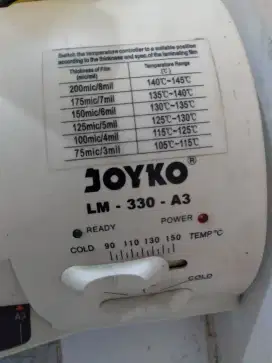 Switch the temperature controller to a suitable position
according to the thickness and spec.of the laminating film
Thickness of Film (micron) Temperature Range (℃)
200mic/8mil 140℃-145℃
175mic/7mil 135℃-140℃
150mic/6mil 130℃-135℃
125mic/5mil 125℃-130℃
100mic/4mil 115℃-125℃
75mic/3mil 105℃-115℃
JOYKO®
LM - 330 - A3
READY POWER
COLD 90 110 130 150 TEMP℃
COLD
A3